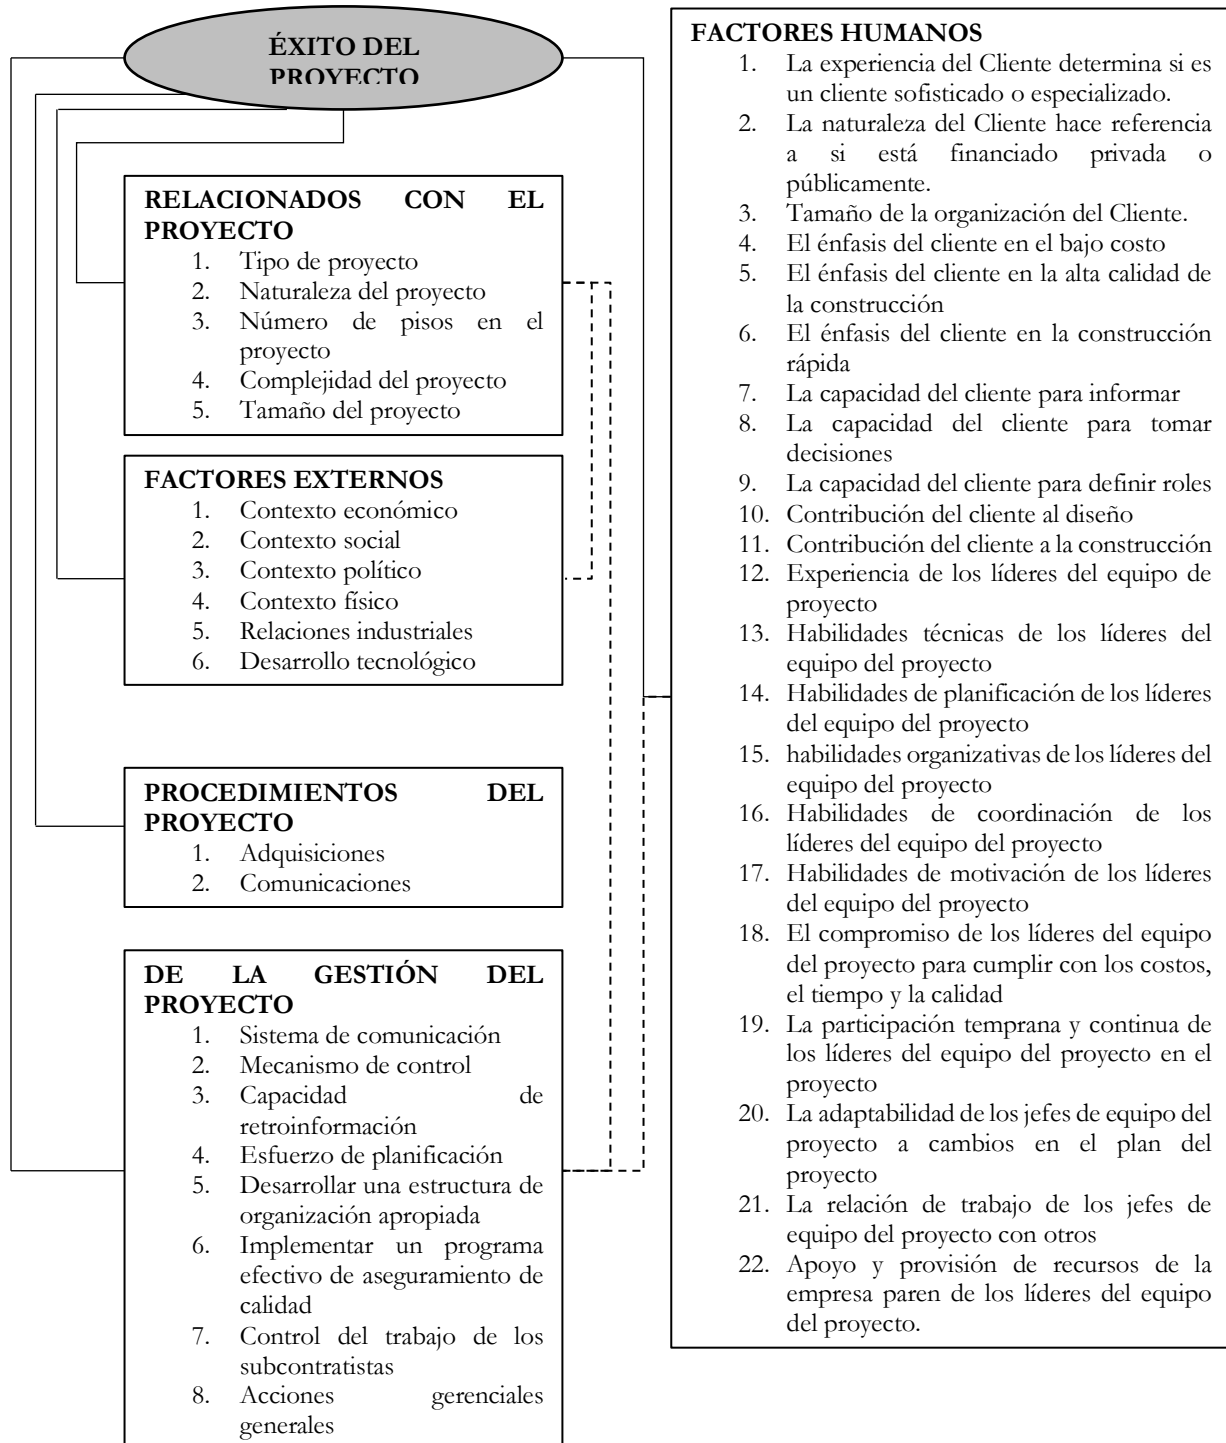 ÉXITO DEL
PROYECTO
RELACIONADOS CON EL
PROYECTO
1. Tipo de proyecto
2. Naturaleza del proyecto
3. Número de pisos en el
proyecto
4. Complejidad del proyecto
5. Tamaño del proyecto
FACTORES EXTERNOS
1. Contexto económico
2. Contexto social
3. Contexto político
4. Contexto físico
5. Relaciones industriales
6. Desarrollo tecnológico
PROCEDIMIENTOS DEL
PROYECTO
1. Adquisiciones
2. Comunicaciones
DE LA GESTIÓN DEL
PROYECTO
1. Sistema de comunicación
2. Mecanismo de control
3. Capacidad de
retroinformación
4. Esfuerzo de planificación
5. Desarrollar una estructura de
organización apropiada
6. Implementar un programa
efectivo de aseguramiento de
calidad
7. Control del trabajo de los
subcontratistas
8. Acciones gerenciales
generales
FACTORES HUMANOS
1. La experiencia del Cliente determina si es
un cliente sofisticado o especializado.
2. La naturaleza del Cliente hace referencia
a si está financiado privada o
públicamente.
3. Tamaño de la organización del Cliente.
4. El énfasis del cliente en el bajo costo
5. El énfasis del cliente en la alta calidad de
la construcción
6. El énfasis del cliente en la construcción
rápida
7. La capacidad del cliente para informar
8. La capacidad del cliente para tomar
decisiones
9. La capacidad del cliente para definir roles
10. Contribución del cliente al diseño
11. Contribución del cliente a la construcción
12. Experiencia de los líderes del equipo de
proyecto
13. Habilidades técnicas de los líderes del
equipo del proyecto
14. Habilidades de planificación de los líderes
del equipo del proyecto
15. habilidades organizativas de los líderes del
equipo del proyecto
16. Habilidades de coordinación de los
líderes del equipo del proyecto
17. Habilidades de motivación de los líderes
del equipo del proyecto
18. El compromiso de los líderes del equipo
del proyecto para cumplir con los costos,
el tiempo y la calidad
19. La participación temprana y continua de
los líderes del equipo del proyecto en el
proyecto
20. La adaptabilidad de los jefes de equipo del
proyecto a cambios en el plan del
proyecto
21. La relación de trabajo de los jefes de
equipo del proyecto con otros
22. Apoyo y provisión de recursos de la
empresa paren de los líderes del equipo
del proyecto.